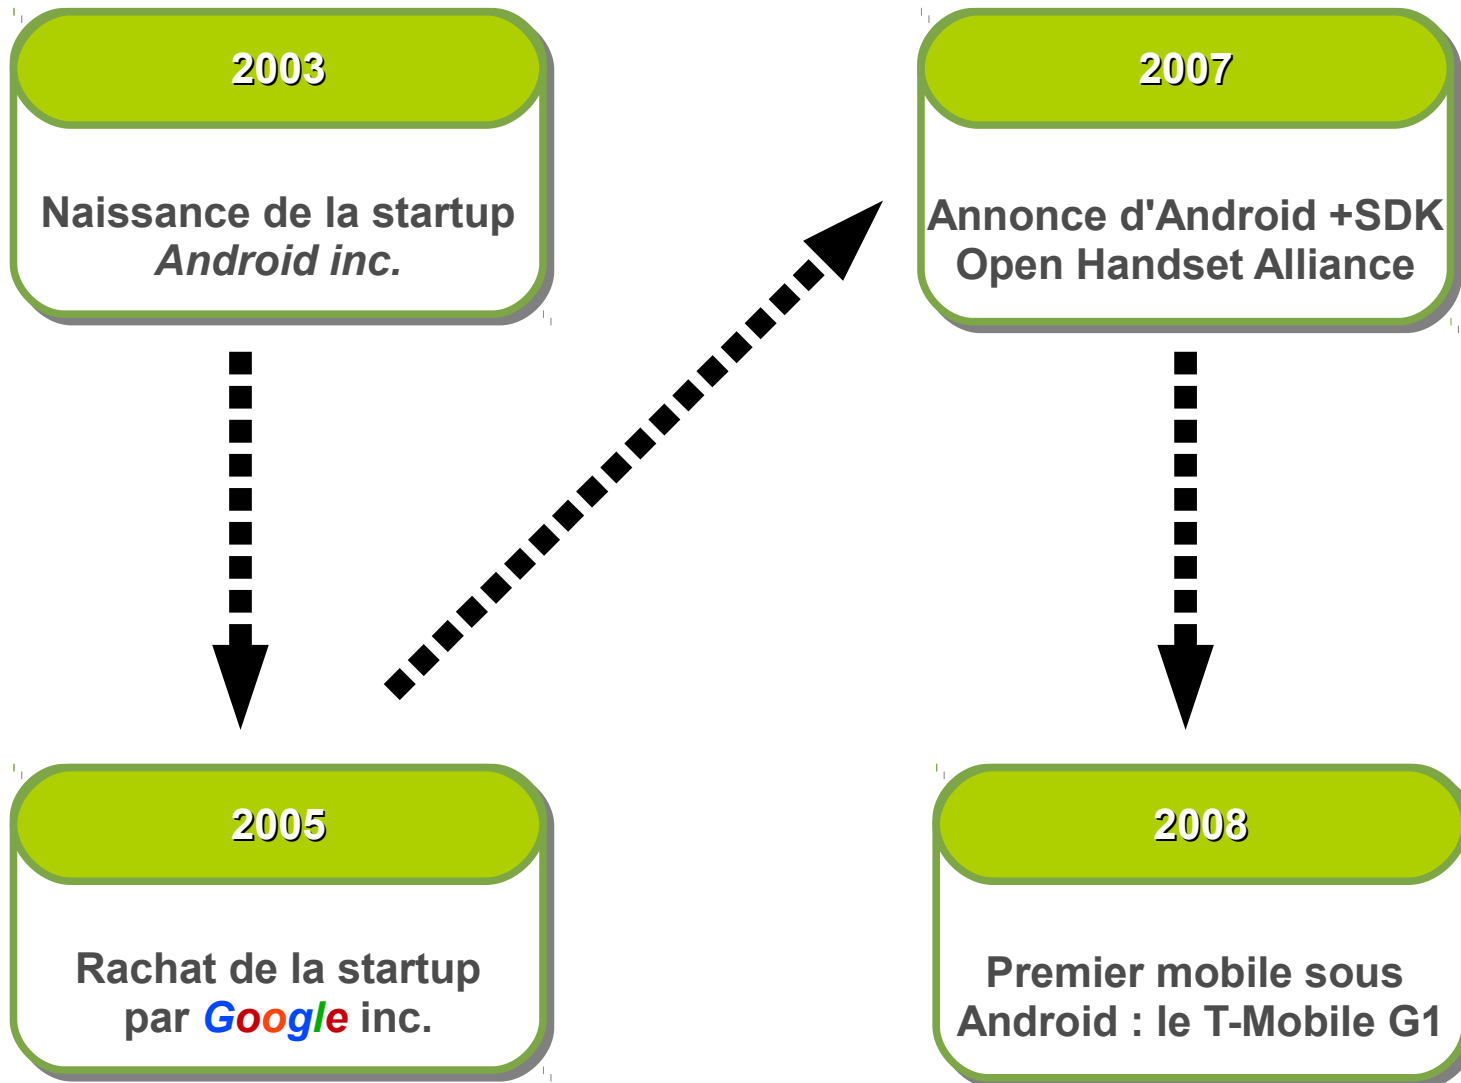 2003
Naissance de la startup
Android inc.
2005
Rachat de la startup
par Google inc.
2007
Annonce d'Android +SDK
Open Handset Alliance
2008
Premier mobile sous
Android : le T-Mobile G1